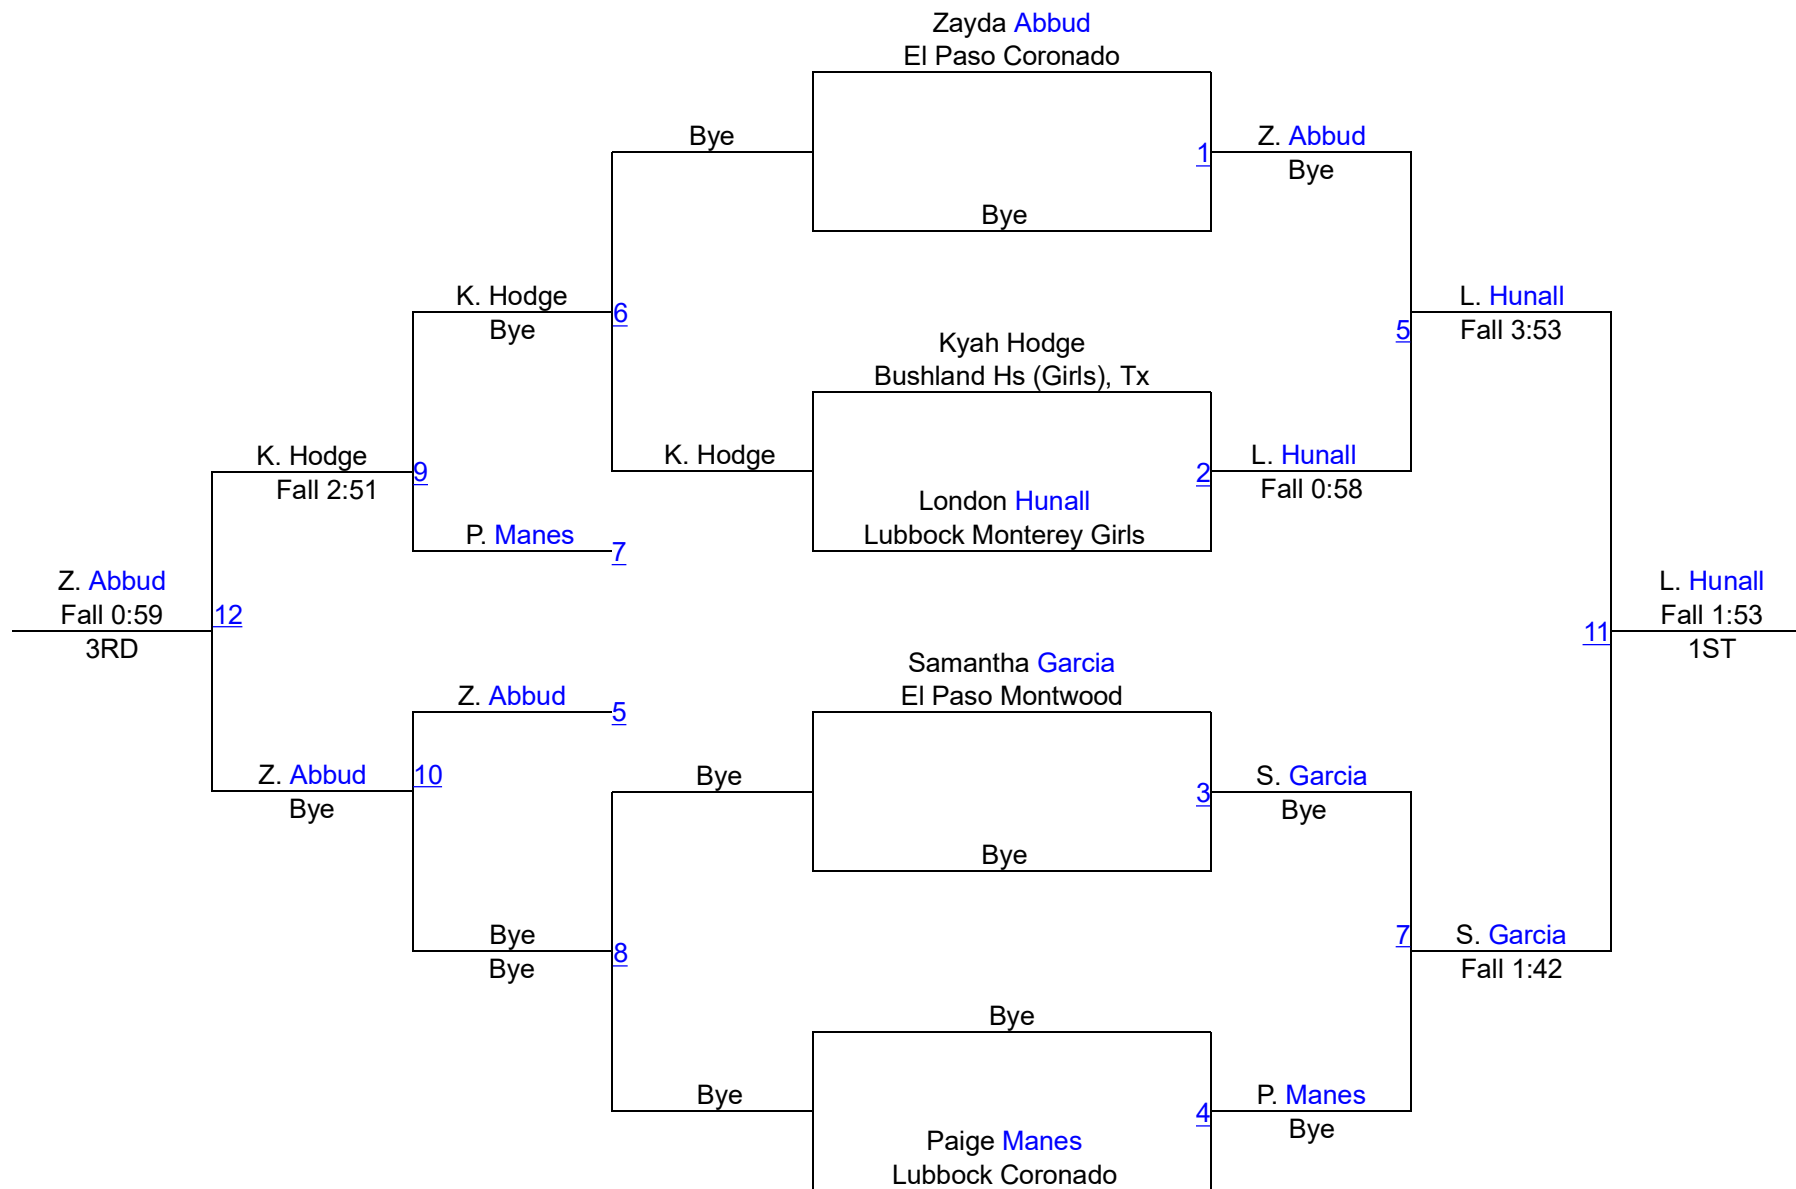 Zayda Abbud
El Paso Coronado
Bye
1
Z. Abbud
Bye
Bye
K. Hodge
Bye
6
L. Hunall
Fall 3:53
5
Kyah Hodge
Bushland Hs (Girls), Tx
K. Hodge
Fall 2:51
9
K. Hodge
2
L. Hunall
Fall 0:58
London Hunall
Lubbock Monterey Girls
P. Manes
7
Z. Abbud
Fall 0:59
3RD
12
L. Hunall
Fall 1:53
1ST
11
Samantha Garcia
El Paso Montwood
Z. Abbud
5
Z. Abbud
Bye
10
Bye
3
S. Garcia
Bye
Bye
Bye
Bye
8
7
S. Garcia
Fall 1:42
Bye
Bye
4
P. Manes
Bye
Paige Manes
Lubbock Coronado